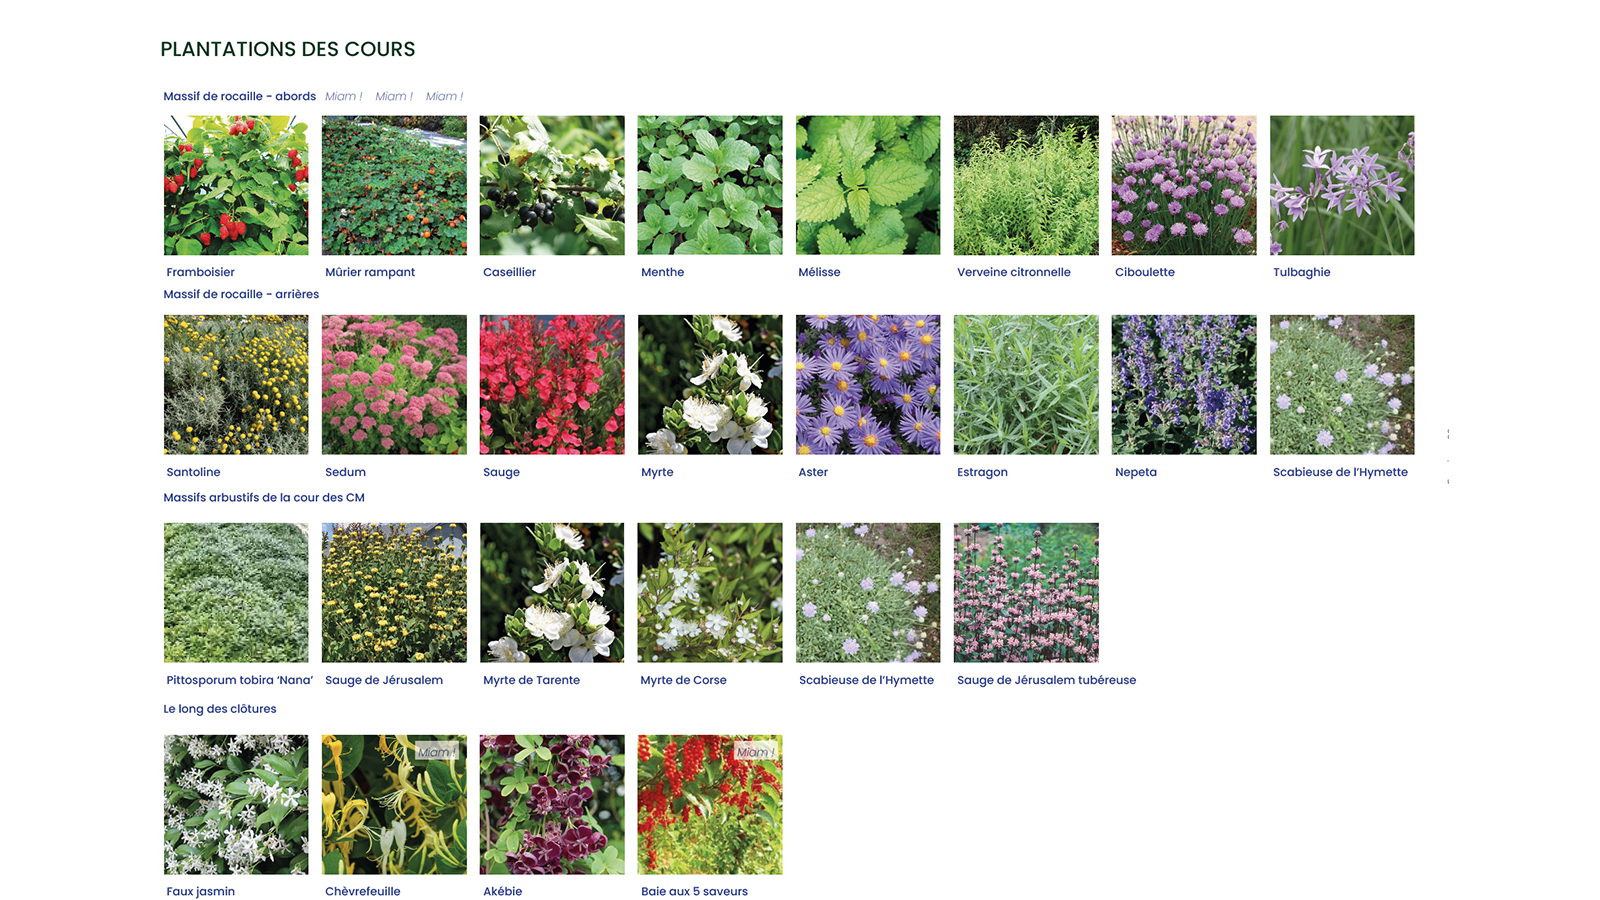 PLANTATIONS DES COURS
Massif de rocaille - abords Miam ! Miam ! Miam !
Framboisier Mûrier rampant Caseillier Menthe Mélisse Verveine citronnelle Ciboulette Tulbaghie
Massif de rocaille - arrières
Santoline Sedum Sauge Myrte Aster Estragon Nepeta Scabieuse de l'Hymette
Massifs arbustifs de la cour des CM
Pittosporum tobira ‘Nana’ Sauge de Jérusalem Myrte de Tarente Myrte de Corse Scabieuse de l'Hymette Sauge de Jérusalem tubéreuse
Le long des clôtures
Miam ! Miam !
Faux jasmin Chèvrefeuille Akébie Baie aux 5 saveurs